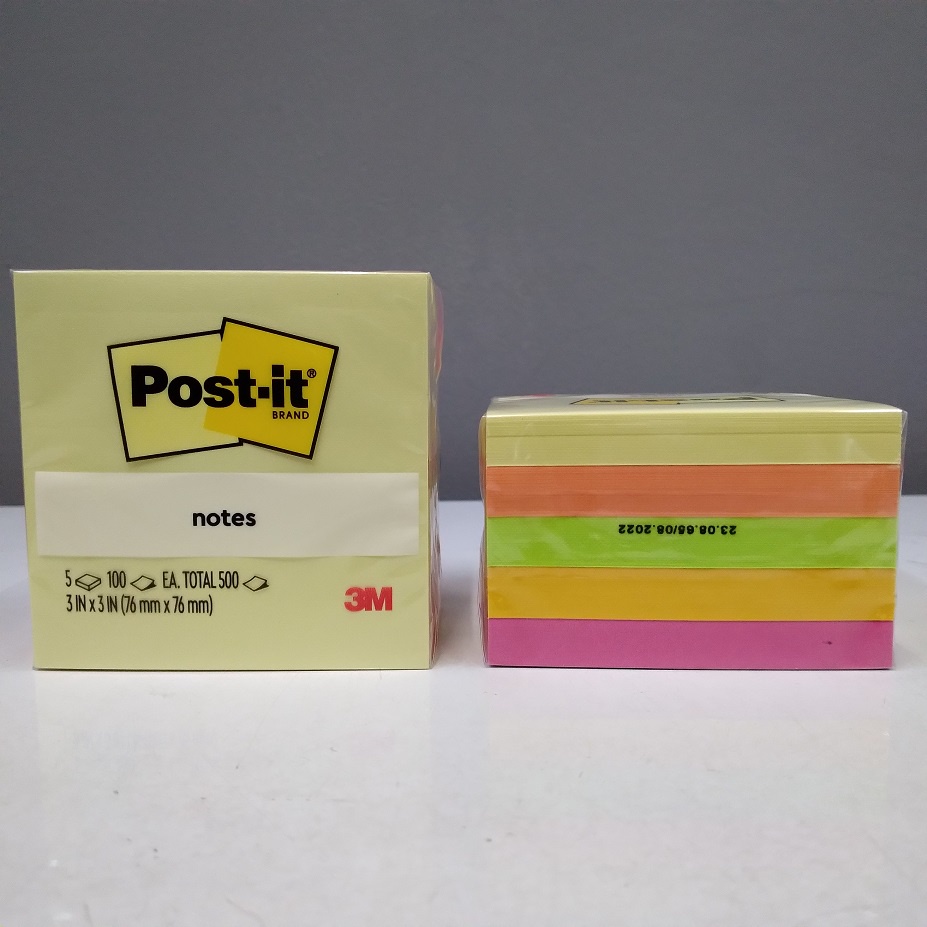 Post-it®
BRAND
notes
5 100 EA. TOTAL 500
3 IN x 3 IN (76 mm x 76 mm)
3M
23.08.65/08.2022